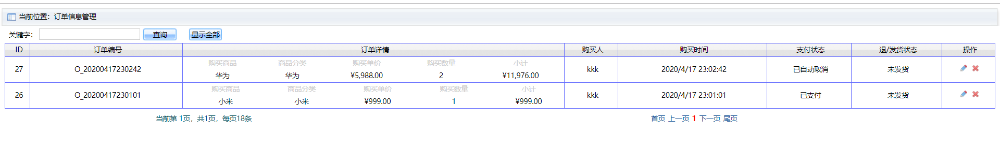 当前位置：订单信息管理
关键字： 查询 显示全部
ID 订单编号 订单详情 购买人 购买时间 支付状态 退/发货状态 操作
购买商品 商品分类 购买单价 购买数量 小计
27 O_20200417230242 kkk 2020/4/17 23:02:42 已自动取消 未发货
华为 华为 ¥5,988.00 2 ¥11,976.00
购买商品 商品分类 购买单价 购买数量 小计
26 O_20200417230101 kkk 2020/4/17 23:01:01 已支付 未发货
小米 小米 ¥999.00 1 ¥999.00
当前第 1页，共1页，每页18条 首页 上一页 1 下一页 尾页